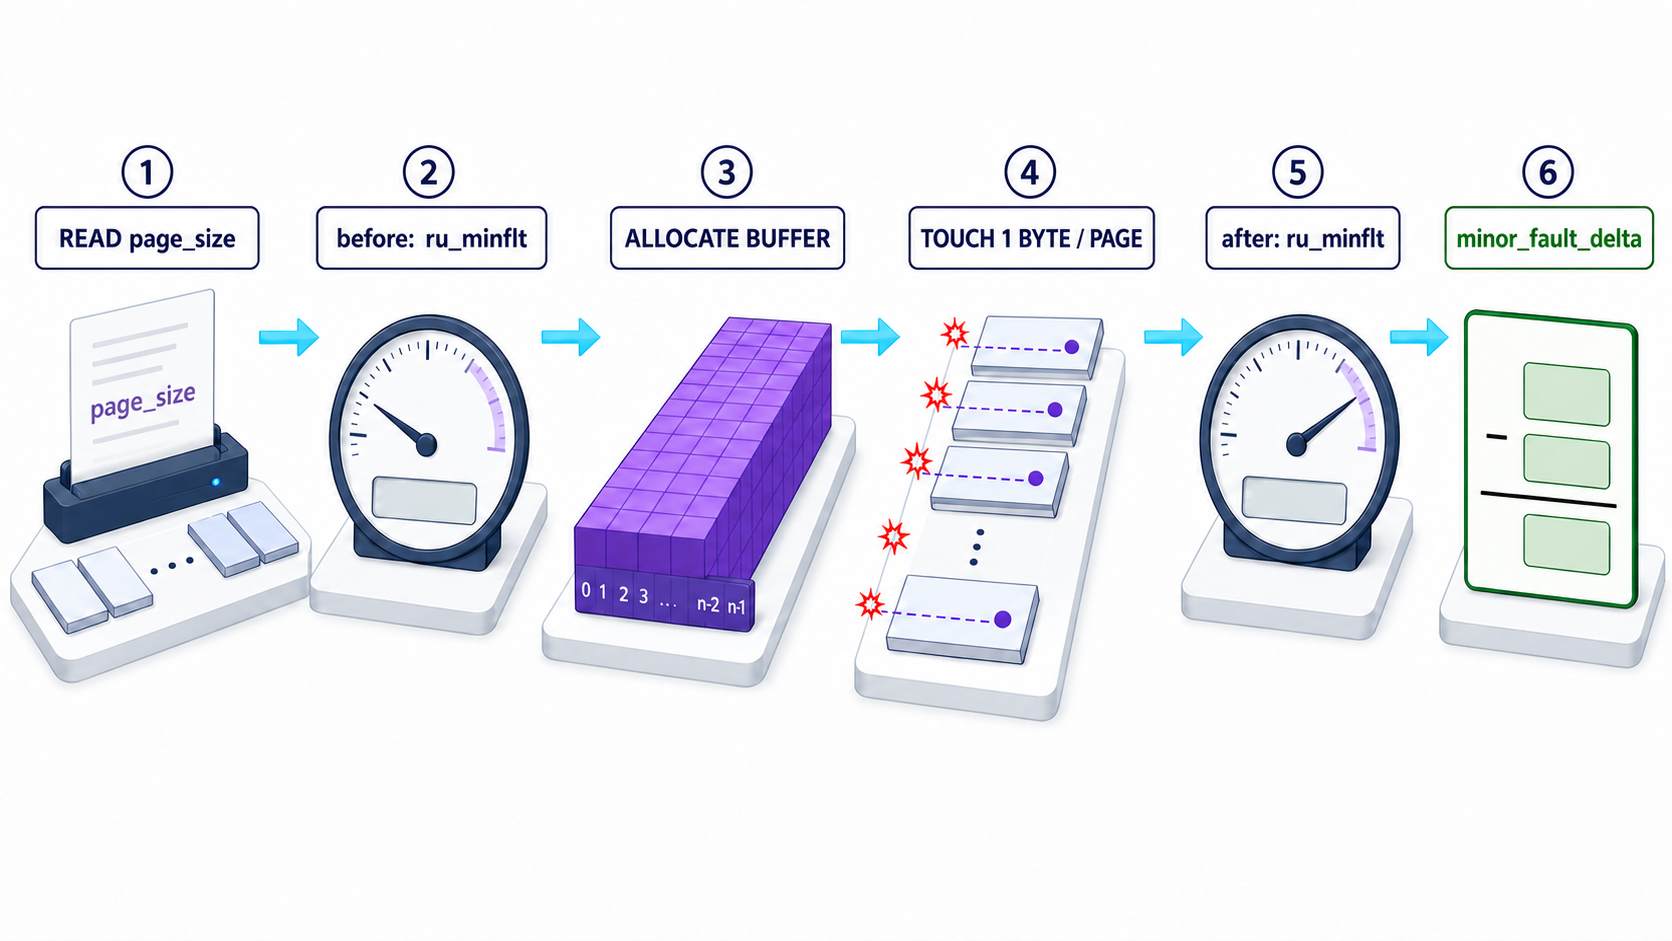 1
READ page_size
2
before: ru_minflt
3
ALLOCATE BUFFER
4
TOUCH 1 BYTE / PAGE
5
after: ru_minflt
6
minor_fault_delta
page_size
0 1 2 3 ... n-2 n-1